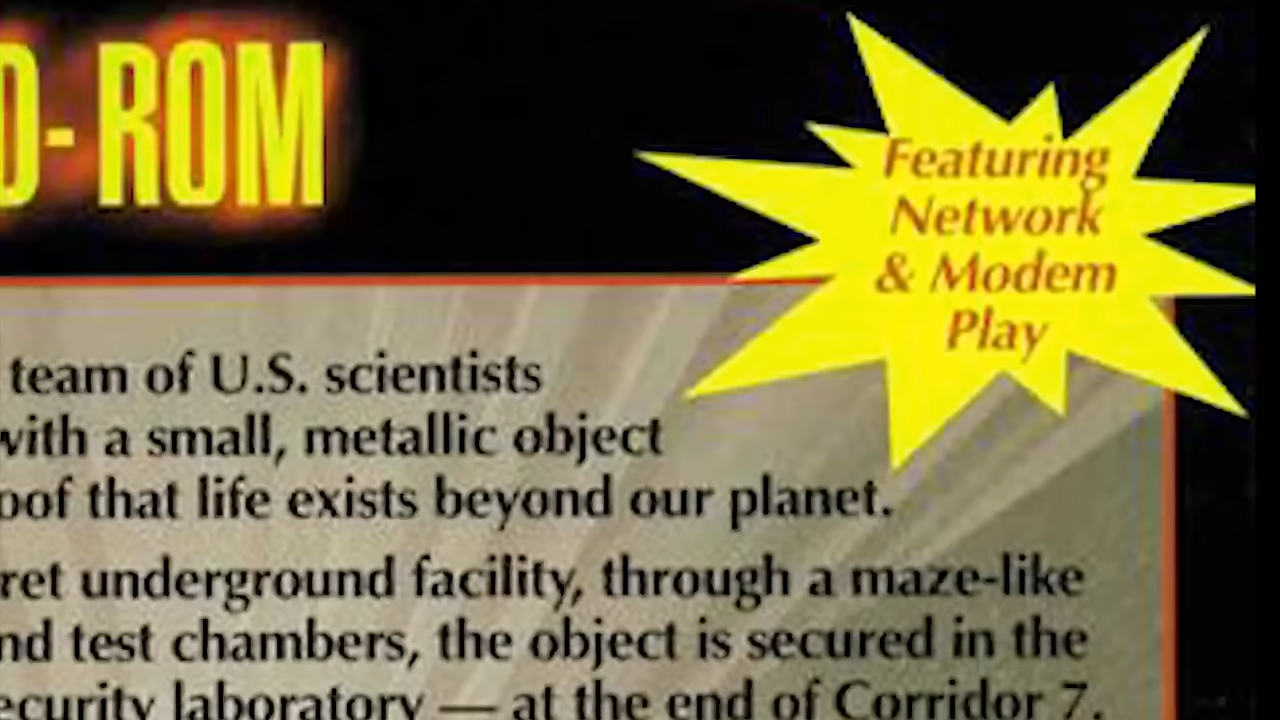 D-ROM
Featuring
Network
& Modem
Play
team of U.S. scientists
with a small, metallic object
oof that life exists beyond our planet.
ret underground facility, through a maze-like
nd test chambers, the object is secured in the
ecurity laboratory — at the end of Corridor 7.